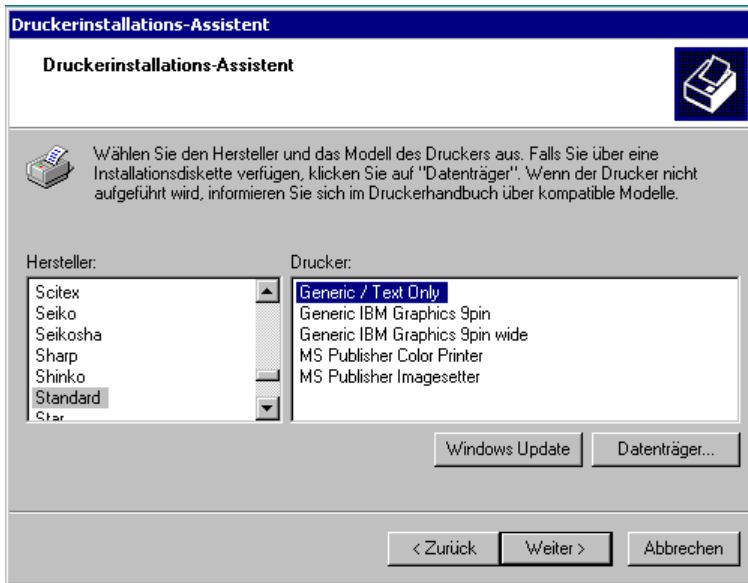 Druckerinstallations-Assistent
Druckerinstallations-Assistent
Wählen Sie den Hersteller und das Modell des Druckers aus. Falls Sie über eine
Installationsdiskette verfügen, klicken Sie auf "Datenträger". Wenn der Drucker nicht
aufgeführt wird, informieren Sie sich im Druckerhandbuch über kompatible Modelle.
Hersteller:
Scitex
Seiko
Seikosha
Sharp
Shinko
Standard
Star
Drucker:
Generic / Text Only
Generic IBM Graphics 9pin
Generic IBM Graphics 9pin wide
MS Publisher Color Printer
MS Publisher Imagesetter
Windows Update
Datenträger...
< Zurück
Weiter >
Abbrechen